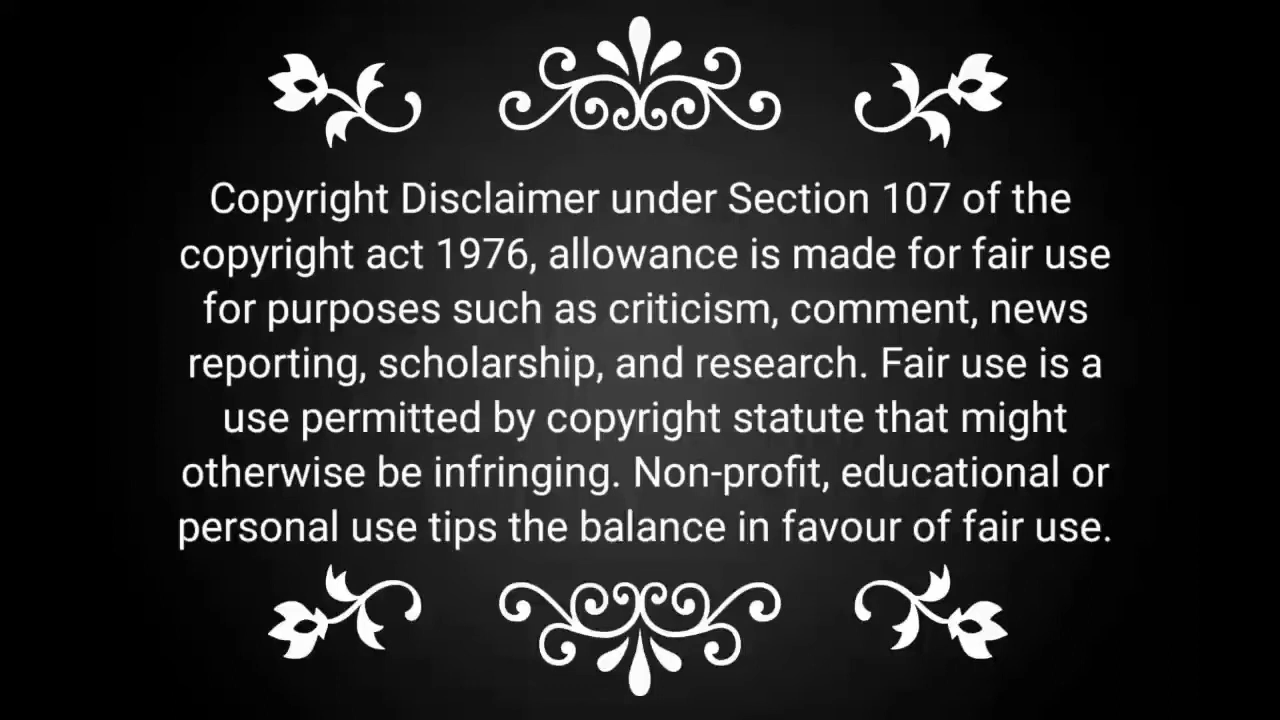 Copyright Disclaimer under Section 107 of the
copyright act 1976, allowance is made for fair use
for purposes such as criticism, comment, news
reporting, scholarship, and research. Fair use is a
use permitted by copyright statute that might
otherwise be infringing. Non-profit, educational or
personal use tips the balance in favour of fair use.